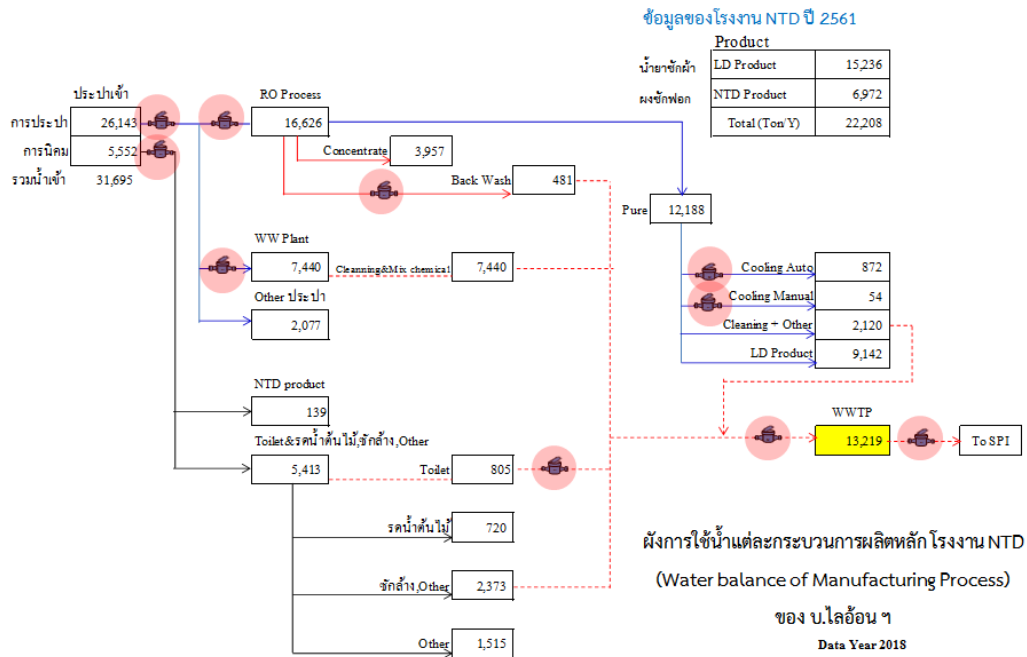 ข้อมูลของโรงงาน NTD ปี 2561
Product
น้ำยาซักผ้า LD Product 15,236
ผงซักฟอก NTD Product 6,972
Total (Ton/Y) 22,208
ประปาเข้า
การประปา 26,143
การนิคม 5,552
รวมน้ำเข้า 31,695
RO Process
16,626
Concentrate 3,957
Back Wash 481
Pure 12,188
WW Plant
7,440 Cleanning&Mix chemical 7,440
Other ประปา
2,077
Cooling Auto 872
Cooling Manual 54
Cleaning + Other 2,120
LD Product 9,142
NTD product
139
Toilet&รดน้ำต้นไม้,ซักล้าง,Other
5,413 Toilet 805
รดน้ำต้นไม้ 720
ซักล้าง,Other 2,373
Other 1,515
WWTP
13,219 To SPI
ผังการใช้น้ำแต่ละกระบวนการผลิตหลัก โรงงาน NTD
(Water balance of Manufacturing Process)
ของ บ.ไลอ้อน ฯ
Data Year 2018